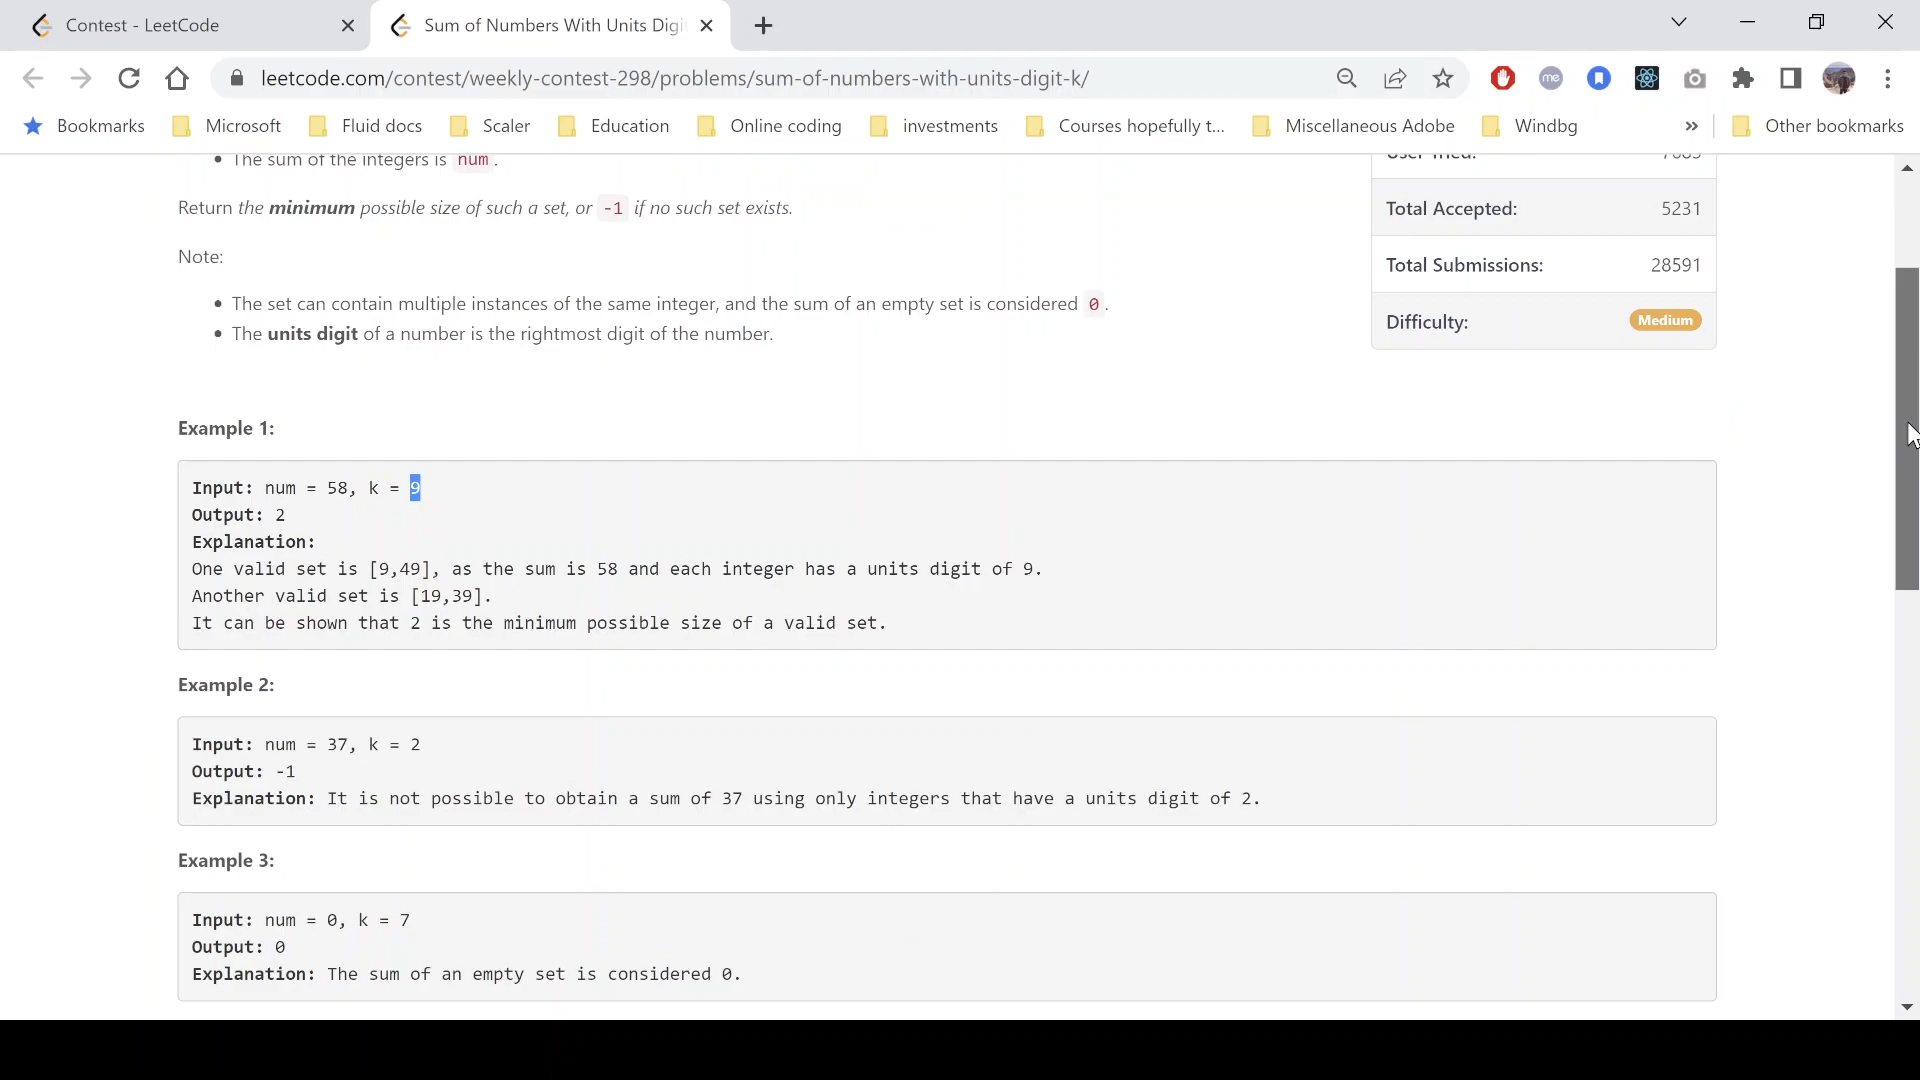 Contest - LeetCode
Sum of Numbers With Units Digi
leetcode.com/contest/weekly-contest-298/problems/sum-of-numbers-with-units-digit-k/
me
Bookmarks Microsoft Fluid docs Scaler Education Online coding investments Courses hopefully t... Miscellaneous Adobe Windbg » Other bookmarks
• The sum of the integers is num.
Return the minimum possible size of such a set, or -1 if no such set exists.
Note:
• The set can contain multiple instances of the same integer, and the sum of an empty set is considered 0.
• The units digit of a number is the rightmost digit of the number.
User Tried:
Total Accepted: 5231
Total Submissions: 28591
Difficulty: Medium
Example 1:
Input: num = 58, k = 9
Output: 2
Explanation:
One valid set is [9,49], as the sum is 58 and each integer has a units digit of 9.
Another valid set is [19,39].
It can be shown that 2 is the minimum possible size of a valid set.
Example 2:
Input: num = 37, k = 2
Output: -1
Explanation: It is not possible to obtain a sum of 37 using only integers that have a units digit of 2.
Example 3:
Input: num = 0, k = 7
Output: 0
Explanation: The sum of an empty set is considered 0.